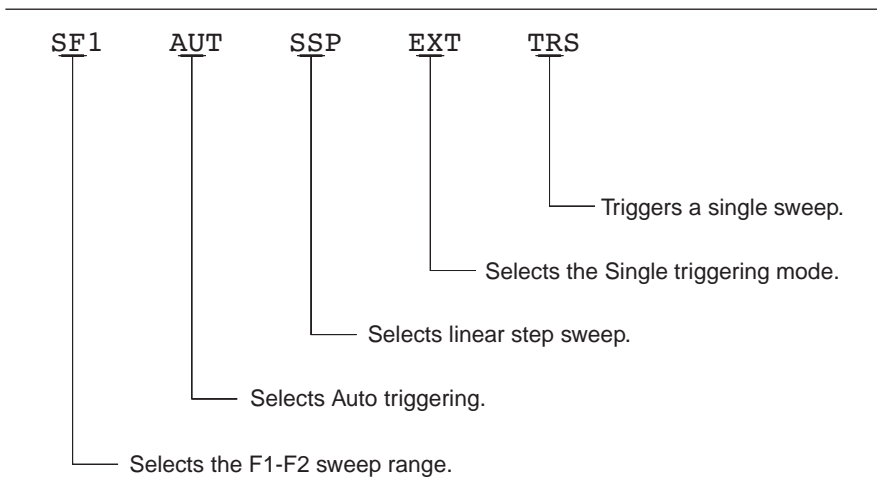 SF1 AUT SSP EXT TRS
Triggers a single sweep.
Selects the Single triggering mode.
Selects linear step sweep.
Selects Auto triggering.
Selects the F1-F2 sweep range.